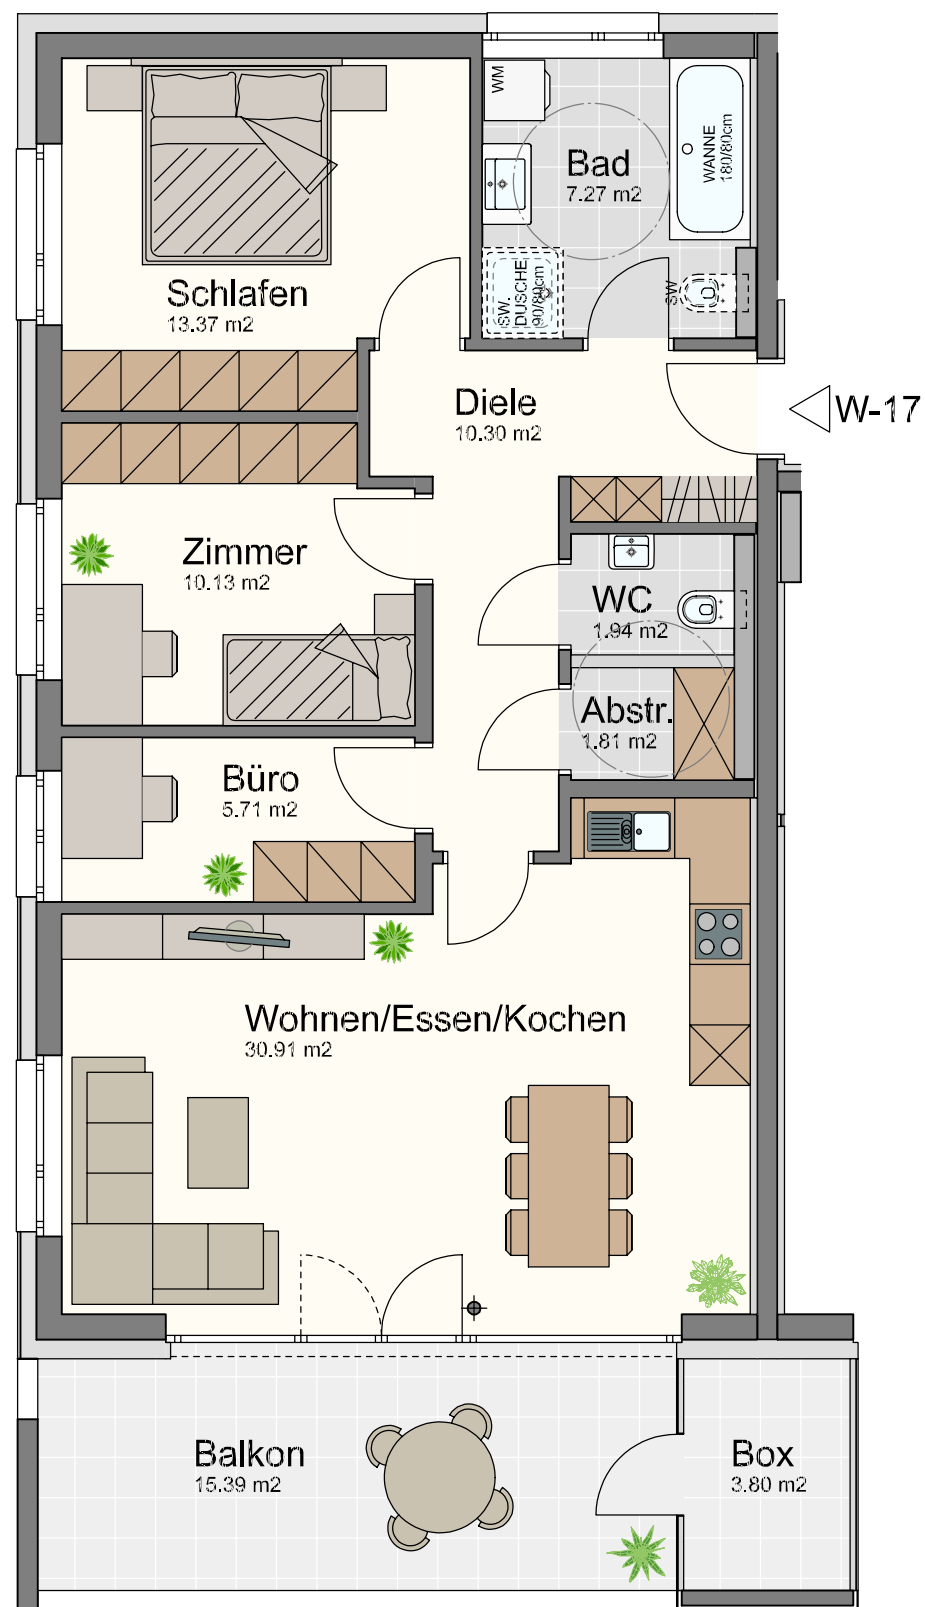 WM
Bad
7.27 m2
WANNE
180/80cm
Schlafen
13.37 m2
SW.
DUSCHE
90/80cm
SW
Diele
10.30 m2
W-17
Zimmer
10.13 m2
WC
1.94 m2
Abstr.
1.81 m2
Büro
5.71 m2
Wohnen/Essen/Kochen
30.91 m2
Balkon
15.39 m2
Box
3.80 m2